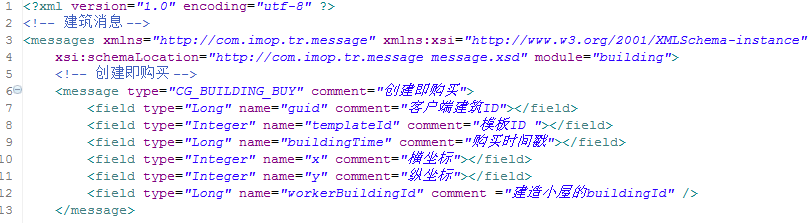 1 <?xml version="1.0" encoding="utf-8" ?>
2 <!-- 建筑消息 -->
3 <messages xmlns="http://com.imop.tr.message" xmlns:xsi="http://www.w3.org/2001/XMLSchema-instance"
4 xsi:schemaLocation="http://com.imop.tr.message message.xsd" module="building">
5 <!-- 创建即购买 -->
6 <message type="CG_BUILDING_BUY" comment="创建即购买">
7 <field type="Long" name="guid" comment="客户端建筑ID"></field>
8 <field type="Integer" name="templateId" comment="模板ID "></field>
9 <field type="Long" name="buildingTime" comment="购买时间戳"></field>
10 <field type="Integer" name="x" comment="横坐标"></field>
11 <field type="Integer" name="y" comment="纵坐标"></field>
12 <field type="Long" name="workerBuildingId" comment ="建造小屋的buildingId" />
13 </message>